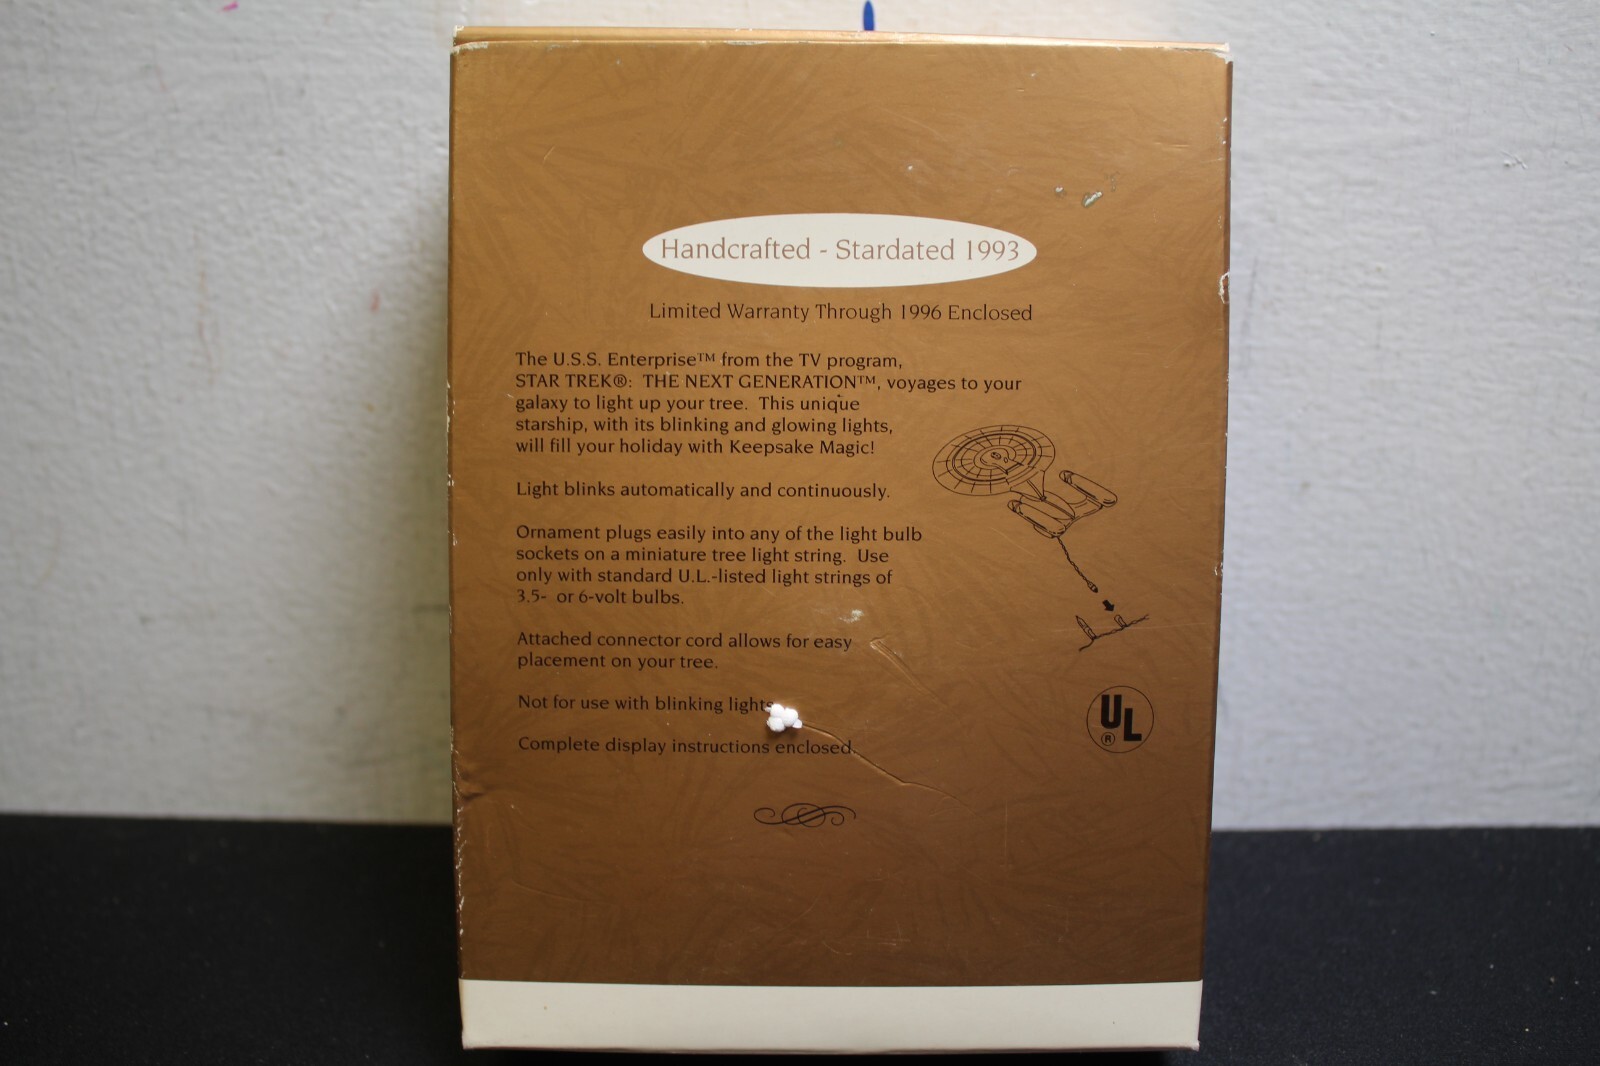 Handcrafted - Stardated 1993
Limited Warranty Through 1996 Enclosed
The U.S.S. Enterprise™ from the TV program,
STAR TREK®: THE NEXT GENERATION™, voyages to your
galaxy to light up your tree. This unique
starship, with its blinking and glowing lights,
will fill your holiday with Keepsake Magic!
Light blinks automatically and continuously.
Ornament plugs easily into any of the light bulb
sockets on a miniature tree light string. Use
only with standard U.L.-listed light strings of
3.5- or 6-volt bulbs.
Attached connector cord allows for easy
placement on your tree.
Not for use with blinking lights.
Complete display instructions enclosed.
UL
®